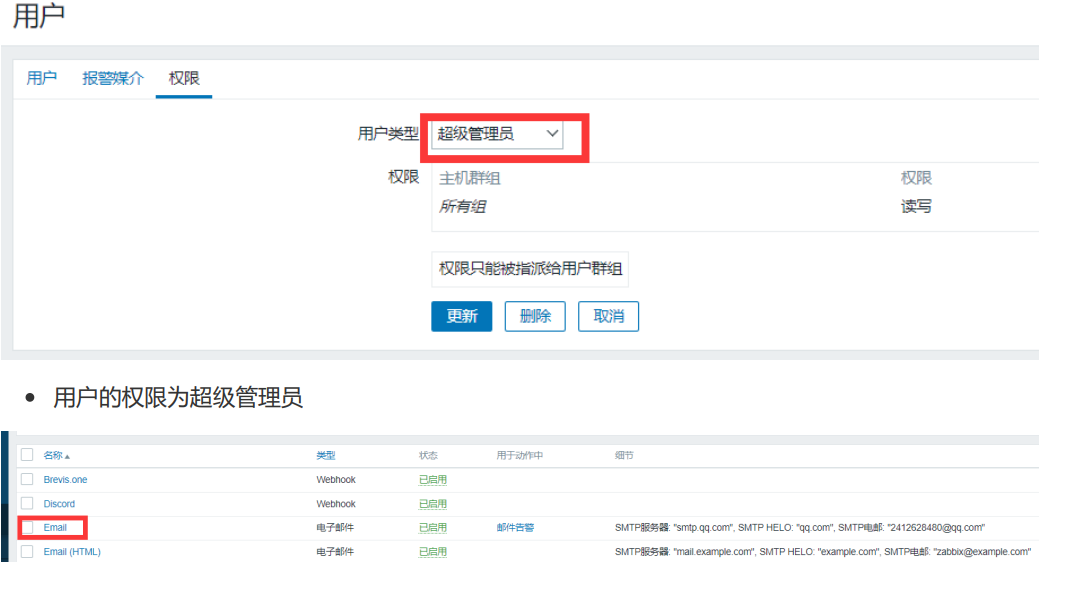 用户
用户 报警媒介 权限
用户类型 超级管理员
权限 主机群组 权限
所有组 读写
权限只能被指派给用户群组
更新 删除 取消
• 用户的权限为超级管理员
名称▲ 类型 状态 用于动作中 细节
Brevis.one Webhook 已启用
Discord Webhook 已启用
Email 电子邮件 已启用 邮件告警 SMTP服务器: "smtp.qq.com", SMTP HELO: "qq.com", SMTP电邮: "2412628480@qq.com"
Email (HTML) 电子邮件 已启用 SMTP服务器: "mail.example.com", SMTP HELO: "example.com", SMTP电邮: "zabbix@example.com"